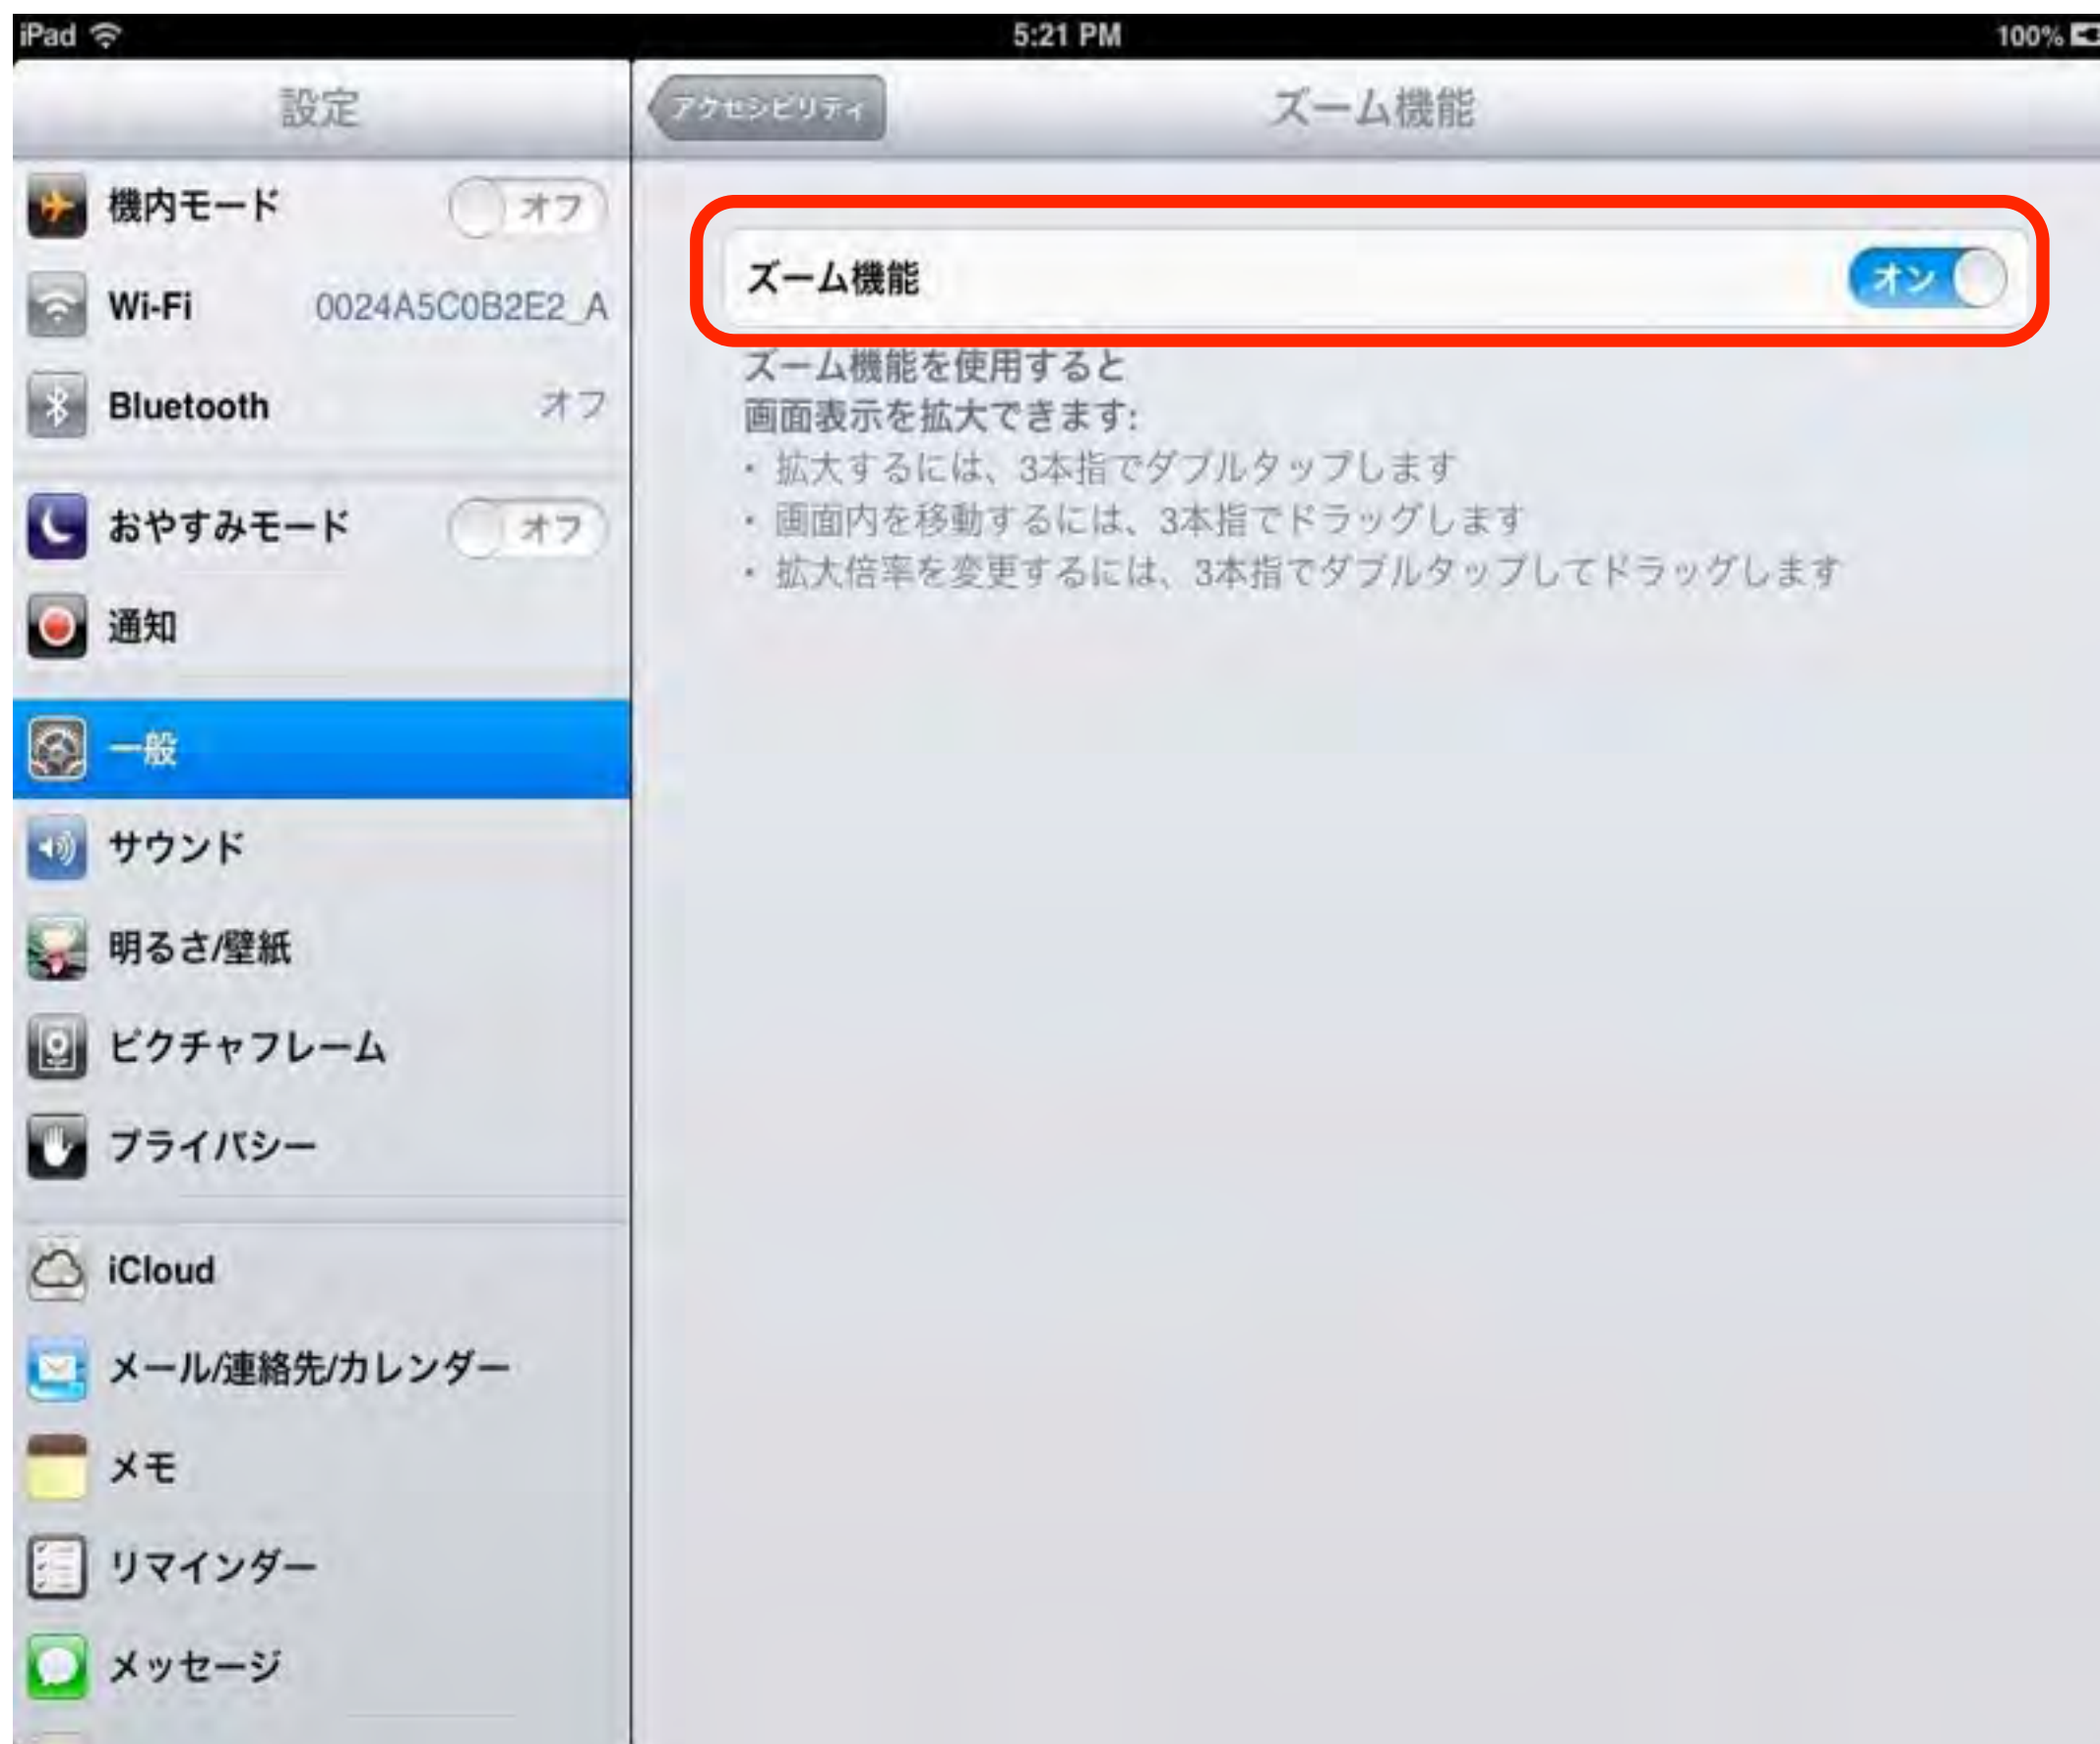 iPad 5:21 PM 100%
設定
アクセシビリティ
ズーム機能
機内モード オフ
Wi-Fi 0024A5C0B2E2_A
Bluetooth オフ
おやすみモード オフ
通知
一般
サウンド
明るさ/壁紙
ピクチャフレーム
プライバシー
iCloud
メール/連絡先/カレンダー
メモ
リマインダー
メッセージ
ズーム機能 オン
ズーム機能を使用すると
画面表示を拡大できます:
・ 拡大するには、3本指でダブルタップします
・ 画面内を移動するには、3本指でドラッグします
・ 拡大倍率を変更するには、3本指でダブルタップしてドラッグします